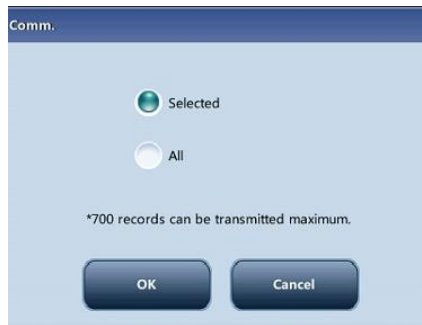 Comm.
Selected
All
*700 records can be transmitted maximum.
OK
Cancel